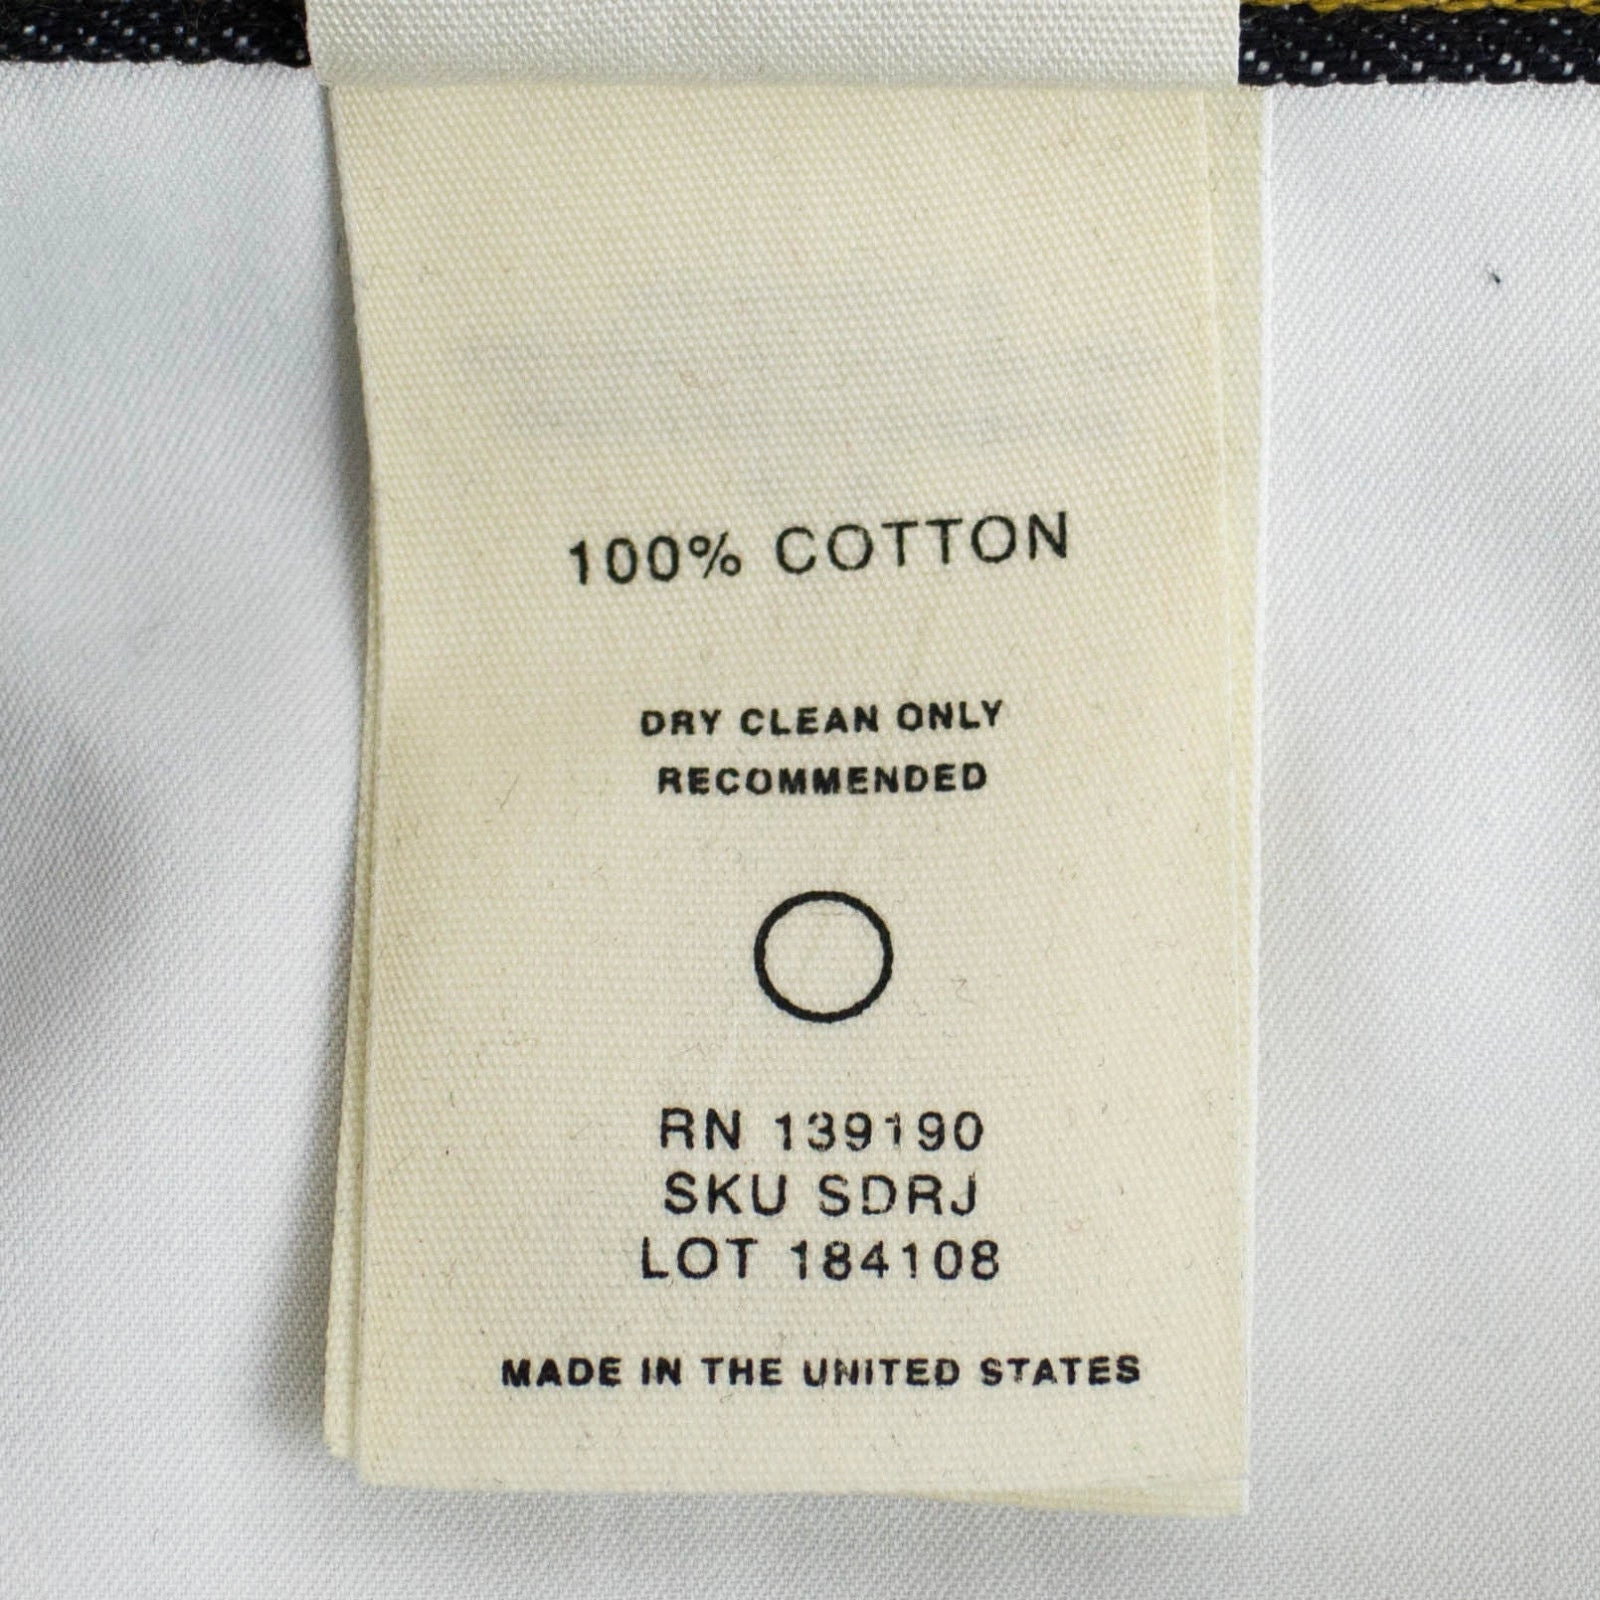 100% COTTON
DRY CLEAN ONLY
RECOMMENDED
RN 139190
SKU SDRJ
LOT 184108
MADE IN THE UNITED STATES